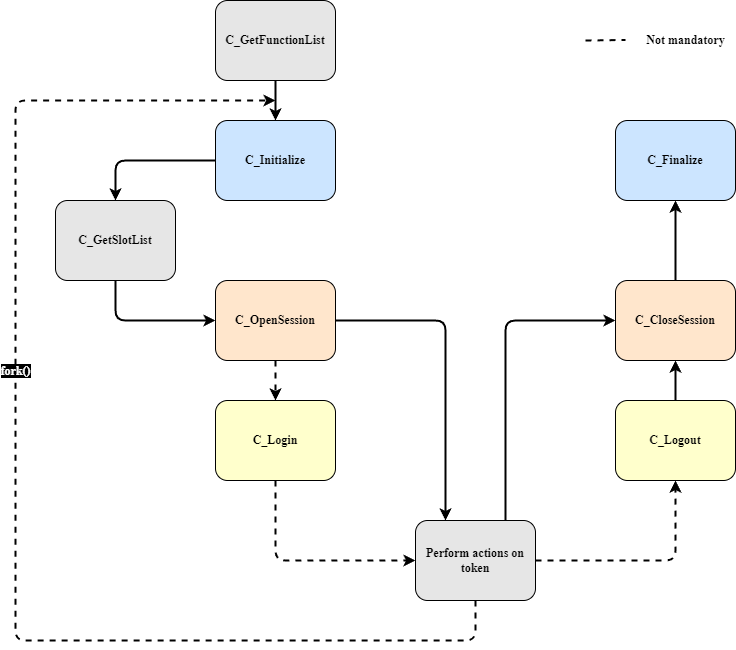 C_GetFunctionList
Not mandatory
C_Initialize
C_Finalize
C_GetSlotList
C_OpenSession
C_CloseSession
fork()
C_Login
C_Logout
Perform actions on
token